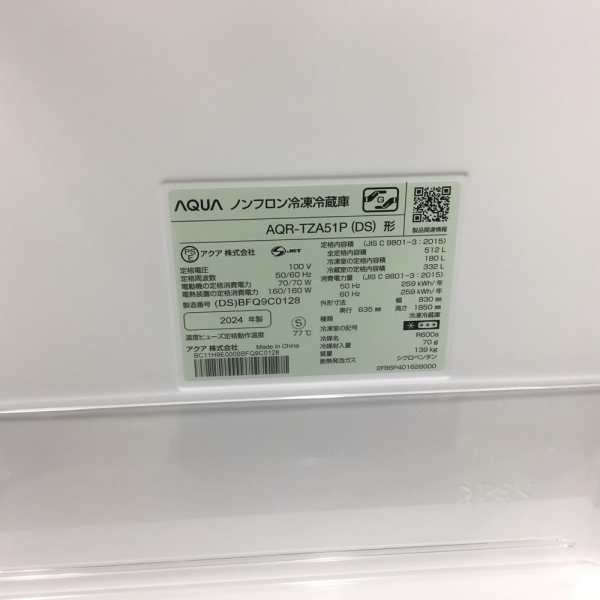 AQUA ノンフロン冷凍冷蔵庫
G
AQR-TZA51P (DS) 形
製品関連情報
PS E アクア 株式会社 S-JET
定格電圧 100 V
定格周波数 50/60 Hz
電動機の定格消費電力 70/70 W
電熱装置の定格消費電力 160/160 W
製造番号 (DS)BFQ9C0128
2024 年製
S
温度ヒューズ定格動作温度 77℃
アクア 株式会社 Made in China
BC11H9E0000BFQ9C0128
定格内容積 (JIS C 9801-3 : 2015)
全定格内容積 512 L
冷凍室の定格内容積 180 L
冷蔵室の定格内容積 332 L
消費電力量 (JIS C 9801-3 : 2015)
50 Hz 259 kWh/年
60 Hz 259 kWh/年
外形寸法 幅 830 mm
奥行 635 mm 高さ 1850 mm
種類 冷凍冷蔵庫
冷凍室の記号
冷媒名 R600a
冷媒封入量 70 g
質量 139 kg
断熱発泡ガス シクロペンタン
2FB6P401628000